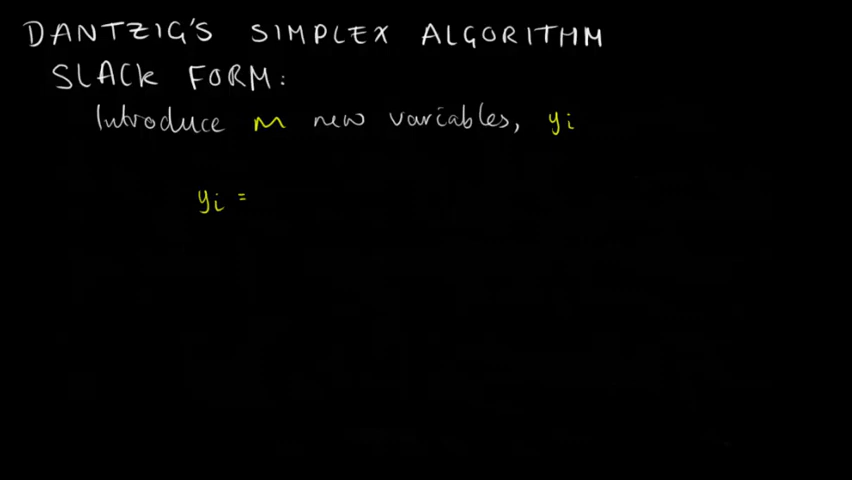 DANTZIG'S SIMPLEX ALGORITHM
SLACK FORM:
Introduce m new variables, yi
yi =